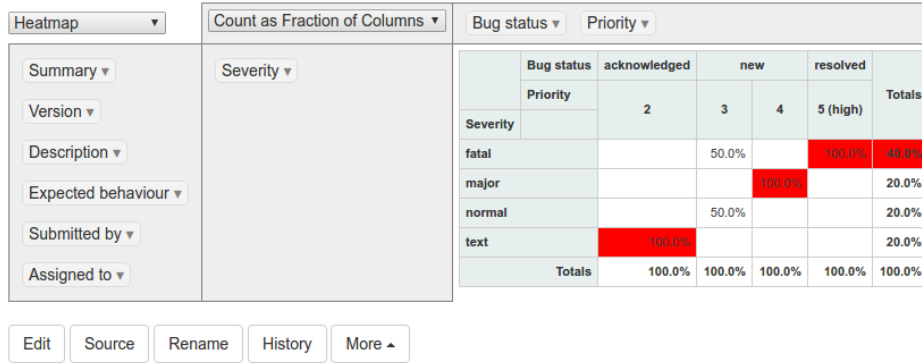 Heatmap ▼ Count as Fraction of Columns ▼ Bug status ▾ Priority ▾
Summary ▾ Severity ▾
Version ▾
Description ▾
Expected behaviour ▾
Submitted by ▾
Assigned to ▾
Bug status acknowledged new resolved Totals
Priority 2 3 4 5 (high)
Severity
fatal 50.0% 100.0% 40.0%
major 100.0% 20.0%
normal 50.0% 20.0%
text 100.0% 20.0%
Totals 100.0% 100.0% 100.0% 100.0% 100.0%
Edit Source Rename History More